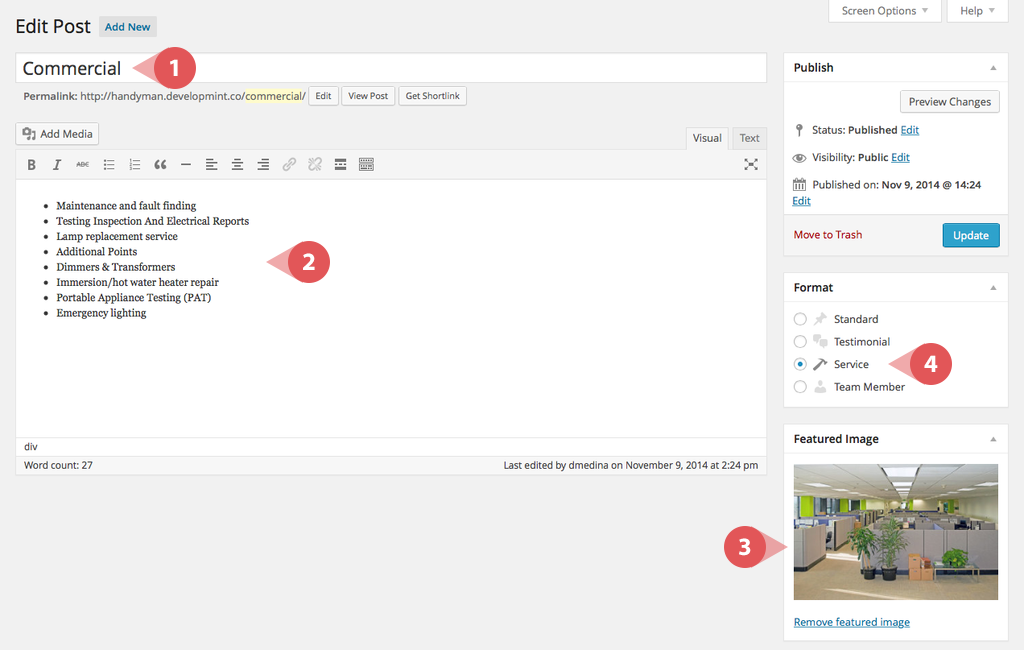 Screen Options Help
Edit Post Add New
Commercial 1
Permalink: http://handyman.developmint.co/commercial/ Edit View Post Get Shortlink
Add Media
Visual Text
B I ABC
Maintenance and fault finding
Testing Inspection And Electrical Reports
Lamp replacement service
Additional Points
Dimmers & Transformers
Immersion/hot water heater repair
Portable Appliance Testing (PAT)
Emergency lighting
2
div
Word count: 27 Last edited by dmedina on November 9, 2014 at 2:24 pm
Publish
Preview Changes
Status: Published Edit
Visibility: Public Edit
Published on: Nov 9, 2014 @ 14:24
Edit
Move to Trash Update
Format
Standard
Testimonial
Service 4
Team Member
Featured Image
3
Remove featured image